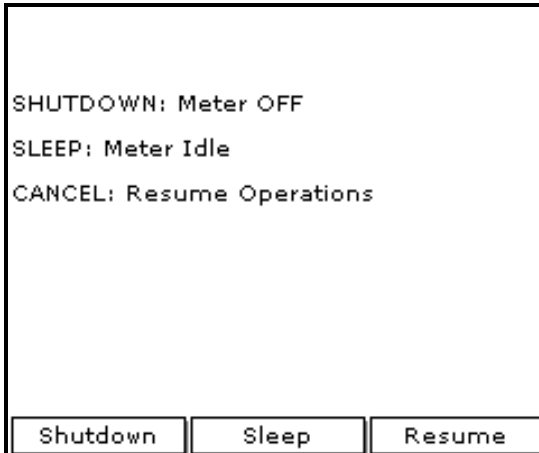 SHUTDOWN: Meter OFF
SLEEP: Meter Idle
CANCEL: Resume Operations
Shutdown Sleep Resume